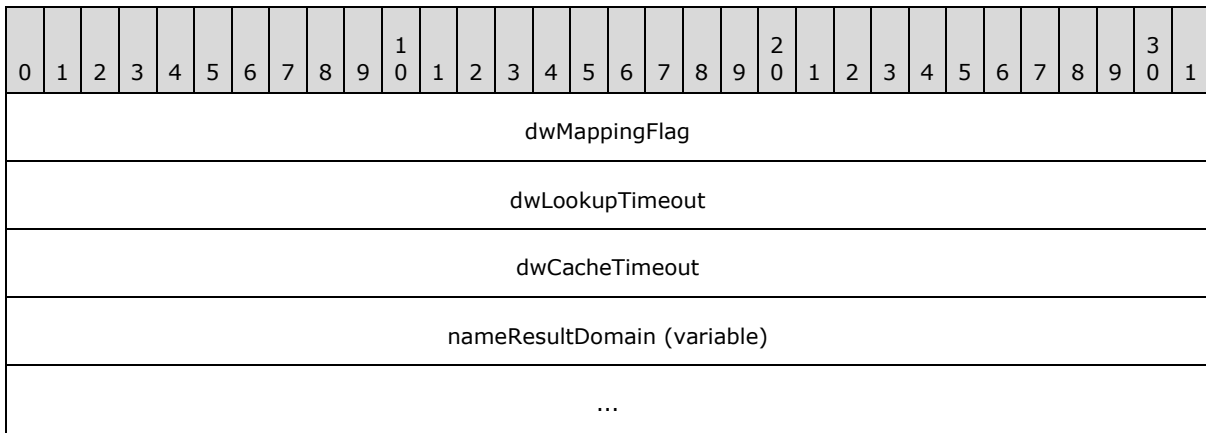 1 2 3
0 1 2 3 4 5 6 7 8 9 0 1 2 3 4 5 6 7 8 9 0 1 2 3 4 5 6 7 8 9 0 1
dwMappingFlag
dwLookupTimeout
dwCacheTimeout
nameResultDomain (variable)
...